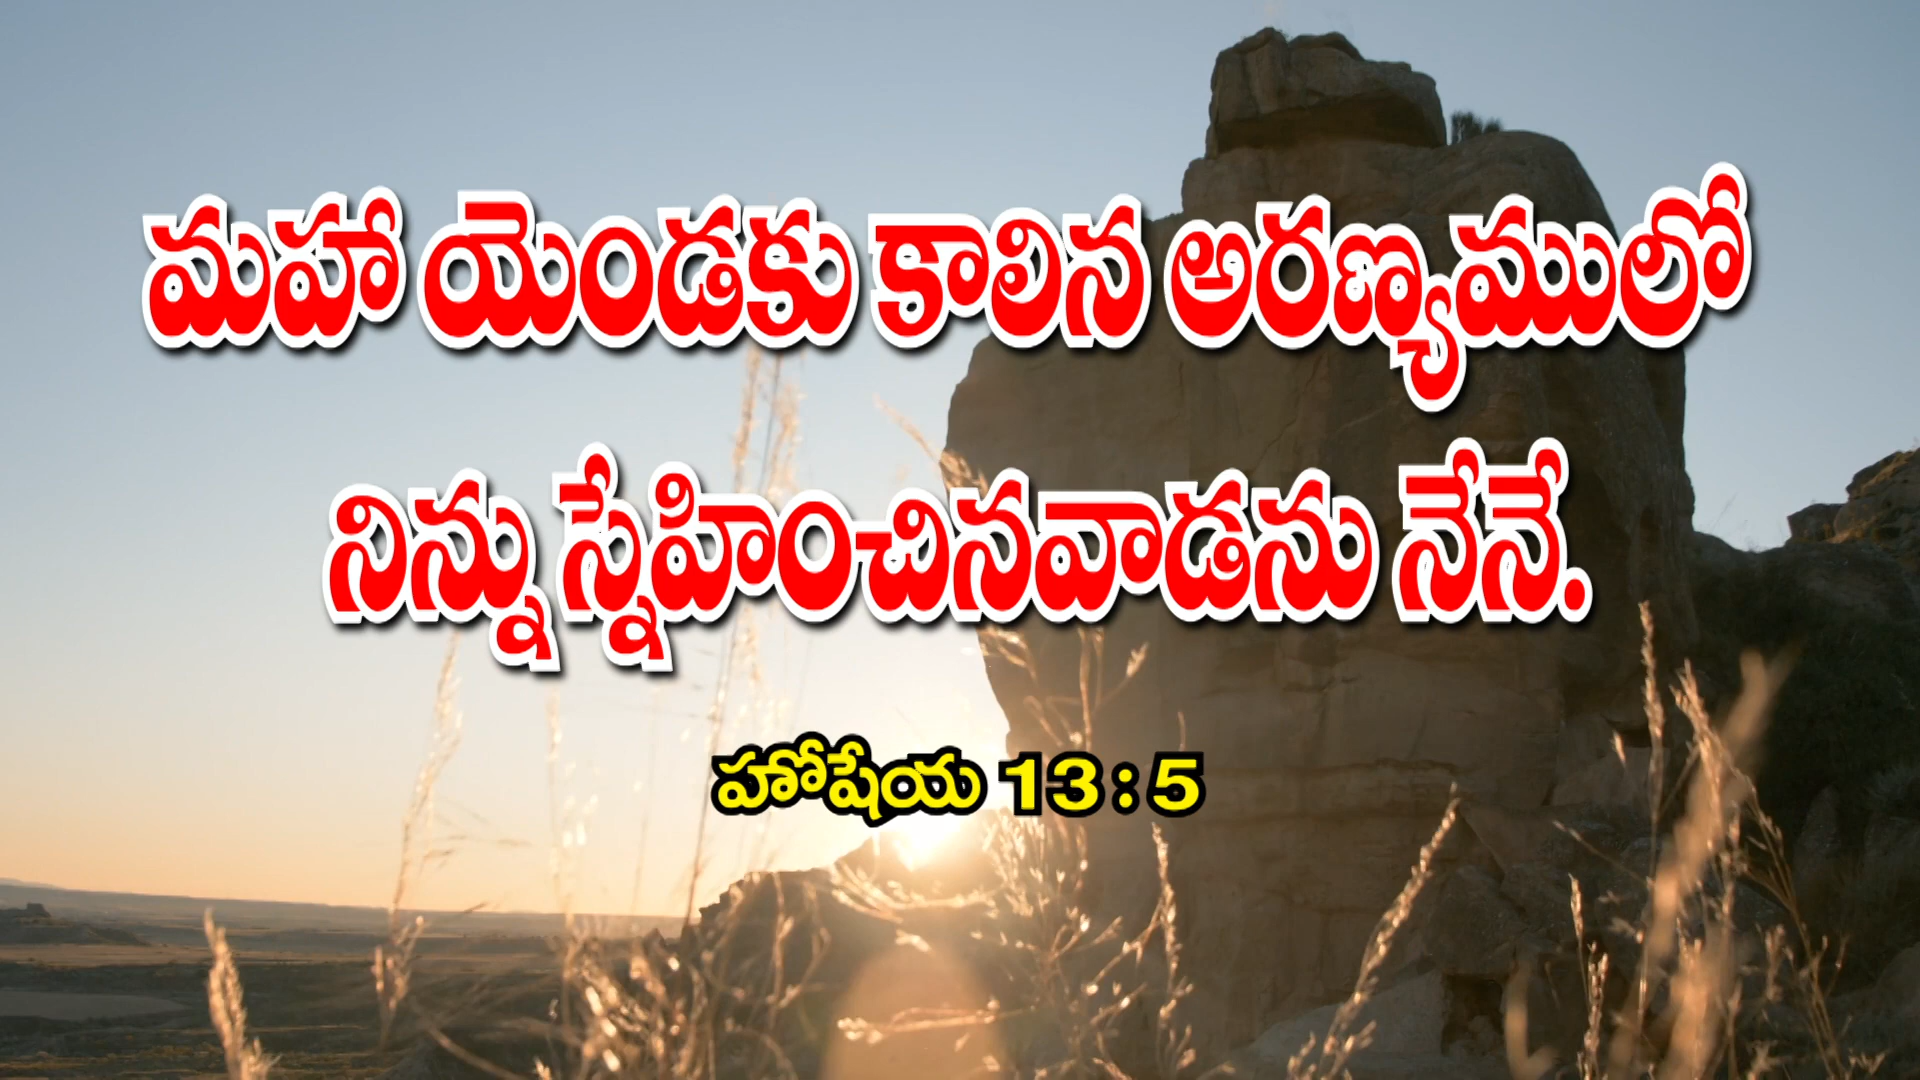 మహా యెండకు కాలిన అరణ్యములో
నిన్ను స్నేహించినవాడను నేనే.
హోషేయ 13 : 5